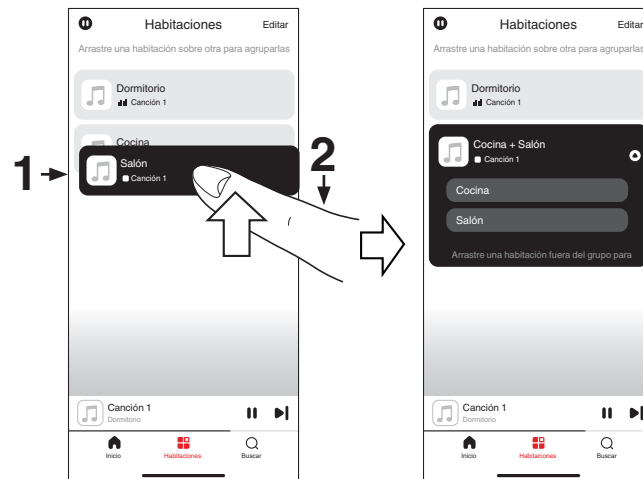 Habitaciones Editar
Arrastre una habitación sobre otra para agruparlas
Dormitorio
Canción 1
Cocina
Salón
Canción 1
1
2
Canción 1
Dormitorio
Inicio Habitaciones Buscar
Habitaciones Editar
Arrastre una habitación sobre otra para agruparlas
Dormitorio
Canción 1
Cocina + Salón
Canción 1
Cocina
Salón
Arrastre una habitación fuera del grupo para
Canción 1
Dormitorio
Inicio Habitaciones Buscar